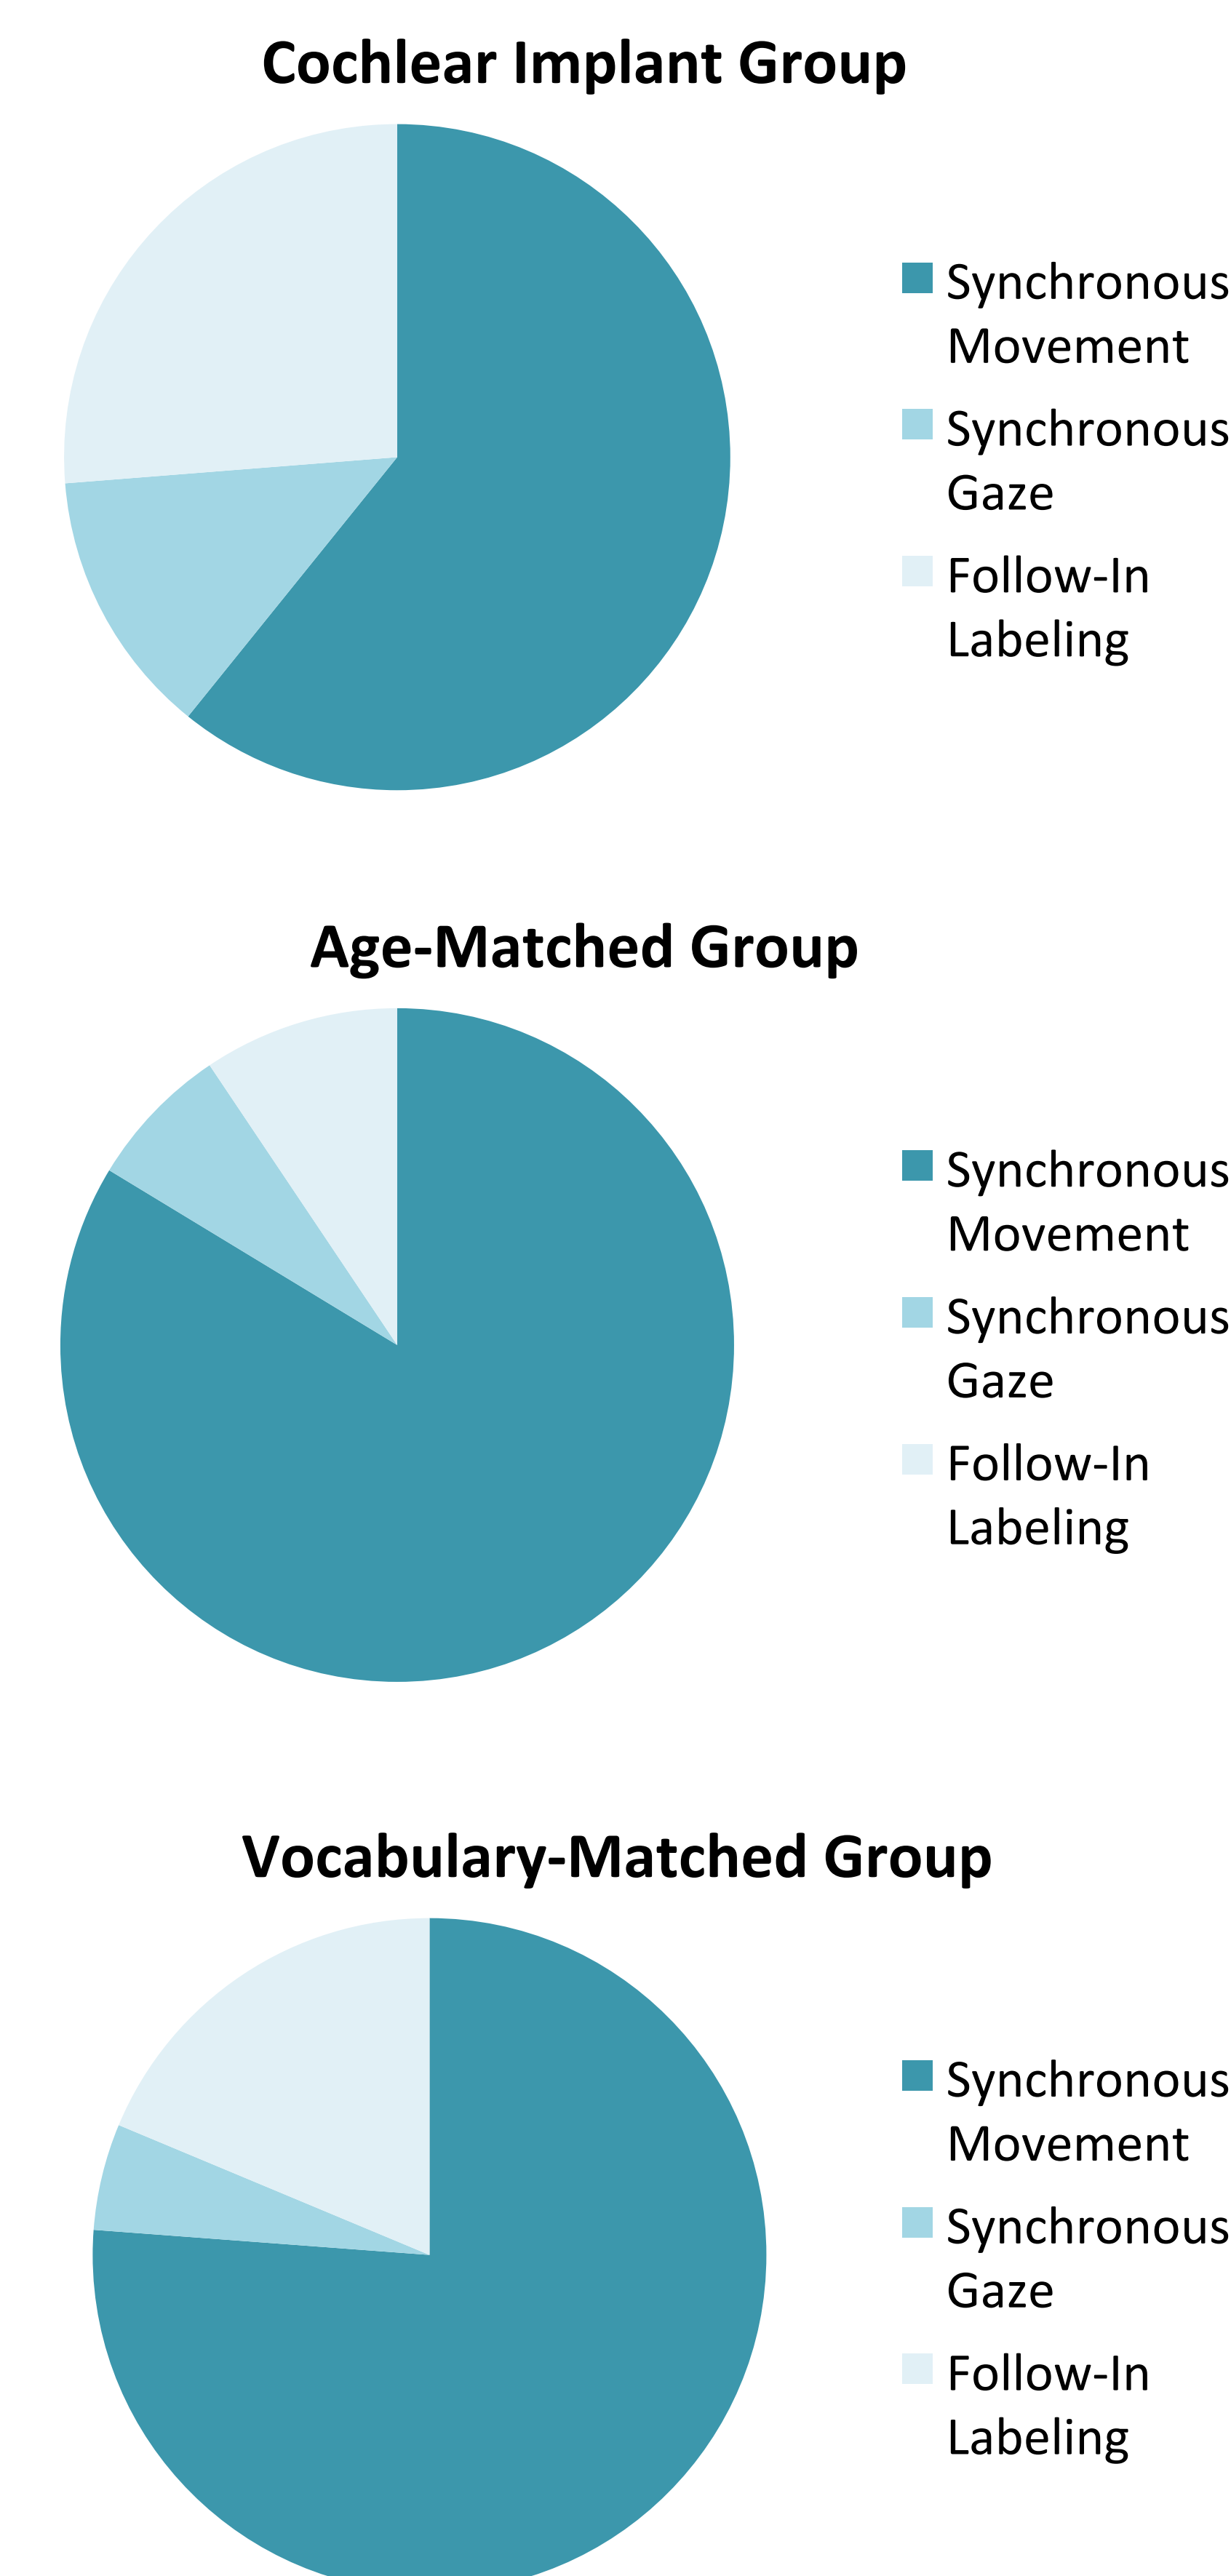 Cochlear Implant Group
Synchronous
Movement
Synchronous
Gaze
Follow-In
Labeling
Age-Matched Group
Synchronous
Movement
Synchronous
Gaze
Follow-In
Labeling
Vocabulary-Matched Group
Synchronous
Movement
Synchronous
Gaze
Follow-In
Labeling